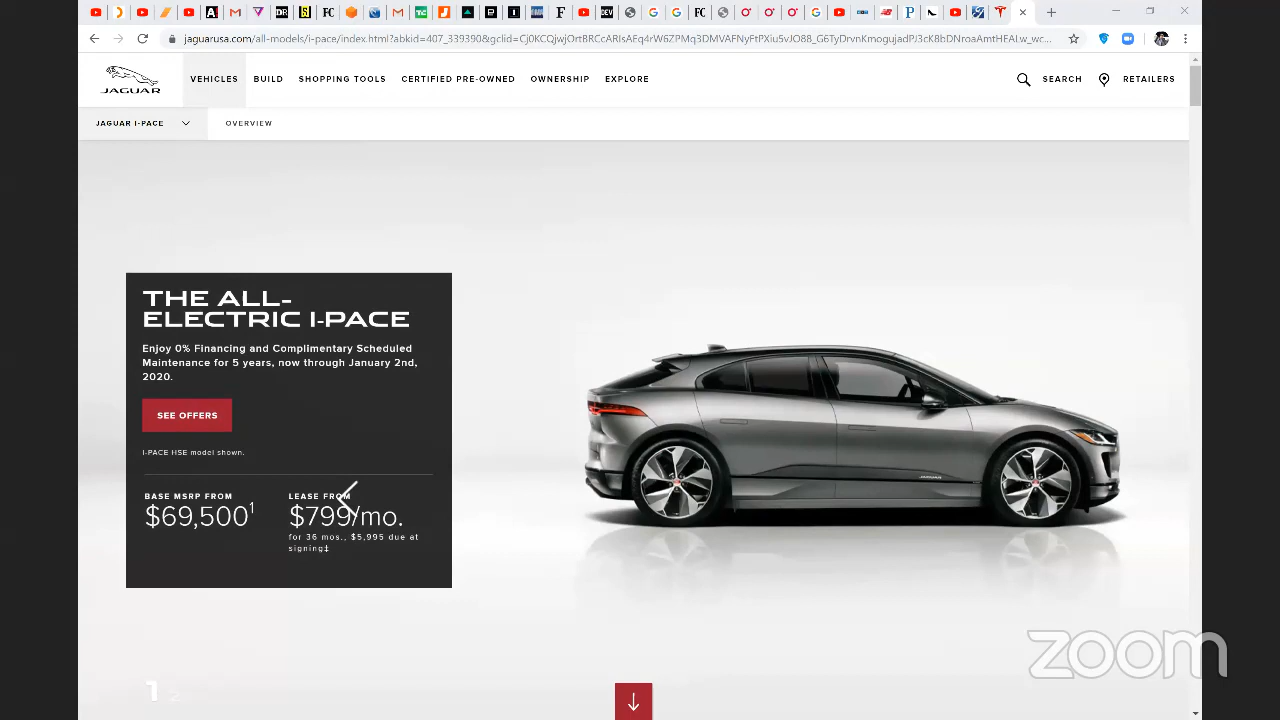 jaguarusa.com/all-models/i-pace/index.html?abkid=407_339390&gclid=
JAGUAR
VEHICLES BUILD SHOPPING TOOLS CERTIFIED PRE-OWNED OWNERSHIP EXPLORE SEARCH RETAILERS
JAGUAR I-PACE OVERVIEW
THE ALL-
ELECTRIC I-PACE
Enjoy 0% Financing and Complimentary Scheduled
Maintenance for 5 years, now through January 2nd,
2020.
SEE OFFERS
I-PACE HSE model shown.
BASE MSRP FROM LEASE FROM
$69,500¹ $799/mo.
for 36 mos., $5,995 due at
signing‡
zoom
1 2